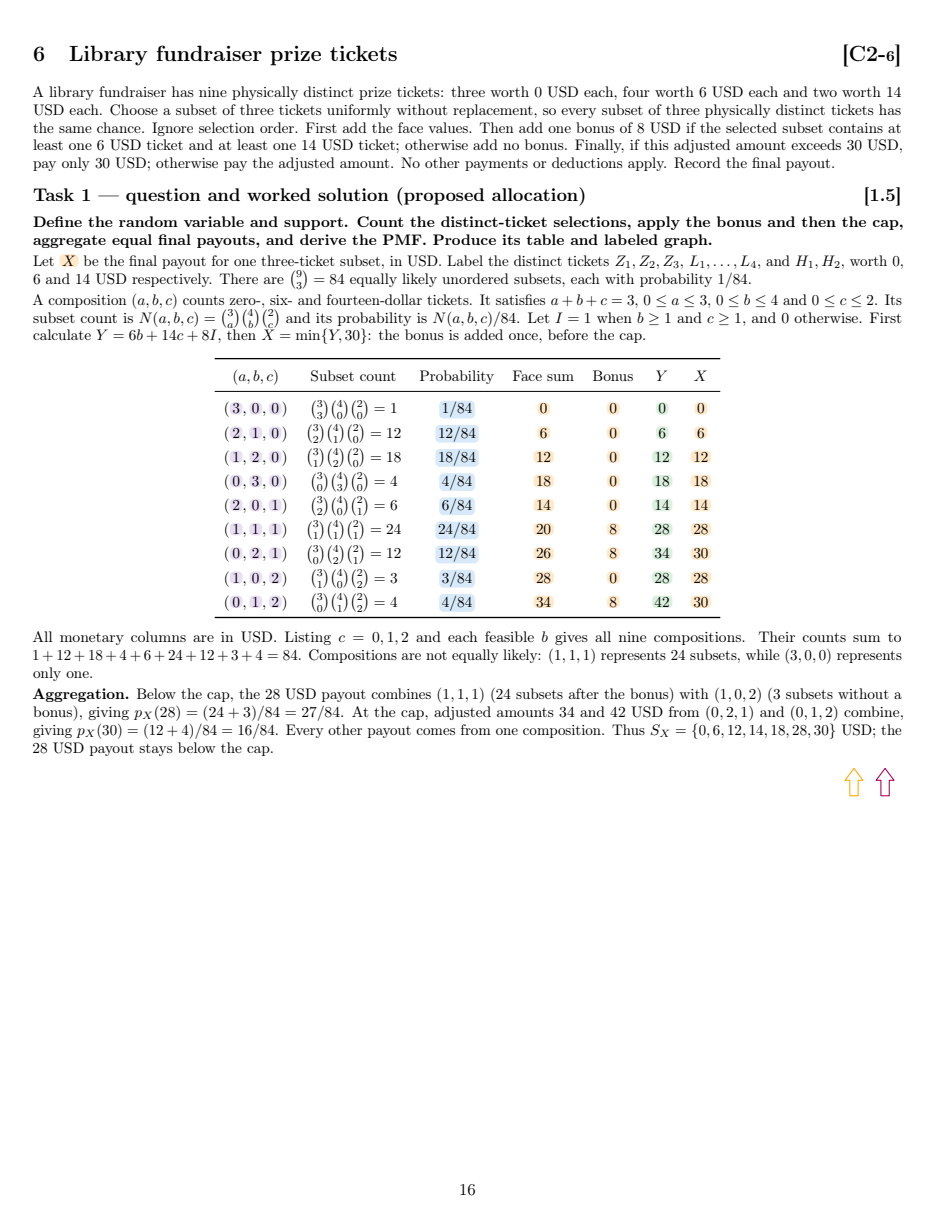 6 Library fundraiser prize tickets [C2-6]
A library fundraiser has nine physically distinct prize tickets: three worth 0 USD each, four worth 6 USD each and two worth 14
USD each. Choose a subset of three tickets uniformly without replacement, so every subset of three physically distinct tickets has
the same chance. Ignore selection order. First add the face values. Then add one bonus of 8 USD if the selected subset contains at
least one 6 USD ticket and at least one 14 USD ticket; otherwise add no bonus. Finally, if this adjusted amount exceeds 30 USD,
pay only 30 USD; otherwise pay the adjusted amount. No other payments or deductions apply. Record the final payout.
Task 1 — question and worked solution (proposed allocation) [1.5]
Define the random variable and support. Count the distinct-ticket selections, apply the bonus and then the cap,
aggregate equal final payouts, and derive the PMF. Produce its table and labeled graph.
Let X be the final payout for one three-ticket subset, in USD. Label the distinct tickets Z₁, Z₂, Z₃, L₁, . . . , L₄, and H₁, H₂, worth 0,
6 and 14 USD respectively. There are (9 3) = 84 equally likely unordered subsets, each with probability 1/84.
A composition (a, b, c) counts zero-, six- and fourteen-dollar tickets. It satisfies a + b + c = 3, 0 ≤ a ≤ 3, 0 ≤ b ≤ 4 and 0 ≤ c ≤ 2. Its
subset count is N(a, b, c) = (3 a)(4 b)(2 c) and its probability is N(a, b, c)/84. Let I = 1 when b ≥ 1 and c ≥ 1, and 0 otherwise. First
calculate Y = 6b + 14c + 8I, then X = min{Y, 30}: the bonus is added once, before the cap.
(a, b, c) Subset count Probability Face sum Bonus Y X
(3, 0, 0) (3 3)(4 0)(2 0) = 1 1/84 0 0 0 0
(2, 1, 0) (3 2)(4 1)(2 0) = 12 12/84 6 0 6 6
(1, 2, 0) (3 1)(4 2)(2 0) = 18 18/84 12 0 12 12
(0, 3, 0) (3 0)(4 3)(2 0) = 4 4/84 18 0 18 18
(2, 0, 1) (3 2)(4 0)(2 1) = 6 6/84 14 0 14 14
(1, 1, 1) (3 1)(4 1)(2 1) = 24 24/84 20 8 28 28
(0, 2, 1) (3 0)(4 2)(2 1) = 12 12/84 26 8 34 30
(1, 0, 2) (3 1)(4 0)(2 2) = 3 3/84 28 0 28 28
(0, 1, 2) (3 0)(4 1)(2 2) = 4 4/84 34 8 42 30
All monetary columns are in USD. Listing c = 0, 1, 2 and each feasible b gives all nine compositions. Their counts sum to
1 + 12 + 18 + 4 + 6 + 24 + 12 + 3 + 4 = 84. Compositions are not equally likely: (1, 1, 1) represents 24 subsets, while (3, 0, 0) represents
only one.
Aggregation. Below the cap, the 28 USD payout combines (1, 1, 1) (24 subsets after the bonus) with (1, 0, 2) (3 subsets without a
bonus), giving p_X(28) = (24 + 3)/84 = 27/84. At the cap, adjusted amounts 34 and 42 USD from (0, 2, 1) and (0, 1, 2) combine,
giving p_X(30) = (12 + 4)/84 = 16/84. Every other payout comes from one composition. Thus S_X = {0, 6, 12, 14, 18, 28, 30} USD; the
28 USD payout stays below the cap.
16